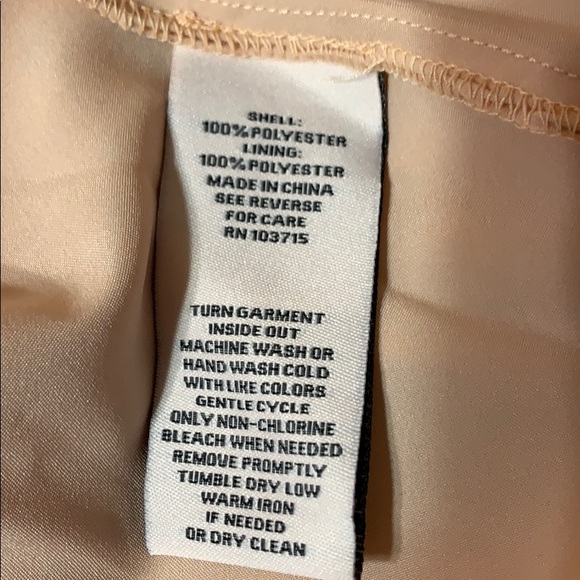 SHELL:
100% POLYESTER
LINING:
100% POLYESTER
MADE IN CHINA
SEE REVERSE
FOR CARE
RN 103715
TURN GARMENT
INSIDE OUT
MACHINE WASH OR
HAND WASH COLD
WITH LIKE COLORS
GENTLE CYCLE
ONLY NON-CHLORINE
BLEACH WHEN NEEDED
REMOVE PROMPTLY
TUMBLE DRY LOW
WARM IRON
IF NEEDED
OR DRY CLEAN